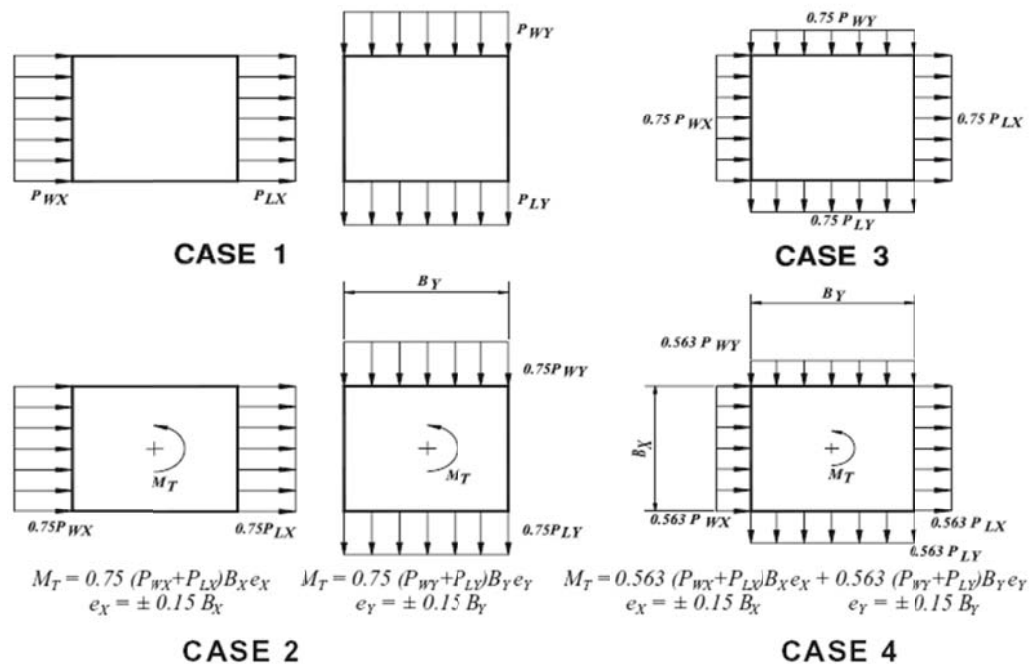 P WX
P LX
P WY
P LY
CASE 1
0.75 P WY
0.75 P WX
0.75 P LX
0.75 P LY
CASE 3
0.75P WX
M T
0.75P LX
B Y
0.75P WY
M T
0.75P LY
M T = 0.75 (P WX+P LX)B X e X
e X = ± 0.15 B X
M T = 0.75 (P WY+P LY)B Y e Y
e Y = ± 0.15 B Y
CASE 2
B Y
0.563 P WY
B X
M T
0.563 P WX
0.563 P LX
0.563 P LY
M T = 0.563 (P WX+P LX)B X e X + 0.563 (P WY+P LY)B Y e Y
e X = ± 0.15 B X
e Y = ± 0.15 B Y
CASE 4